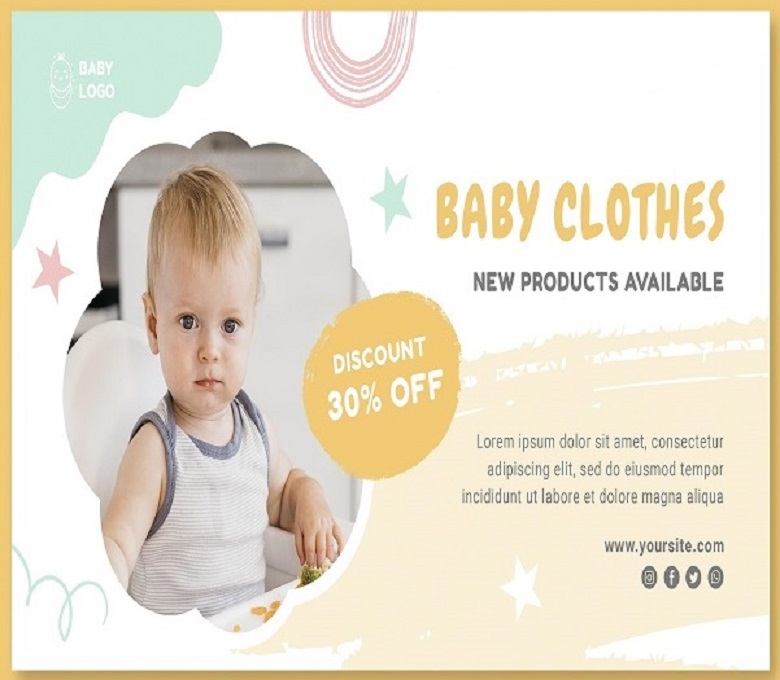 BABY
LOGO
BABY CLOTHES
NEW PRODUCTS AVAILABLE
DISCOUNT
30% OFF
Lorem ipsum dolor sit amet, consectetur
adipiscing elit, sed do eiusmod tempor
incididunt ut labore et dolore magna aliqua
www.yoursite.com